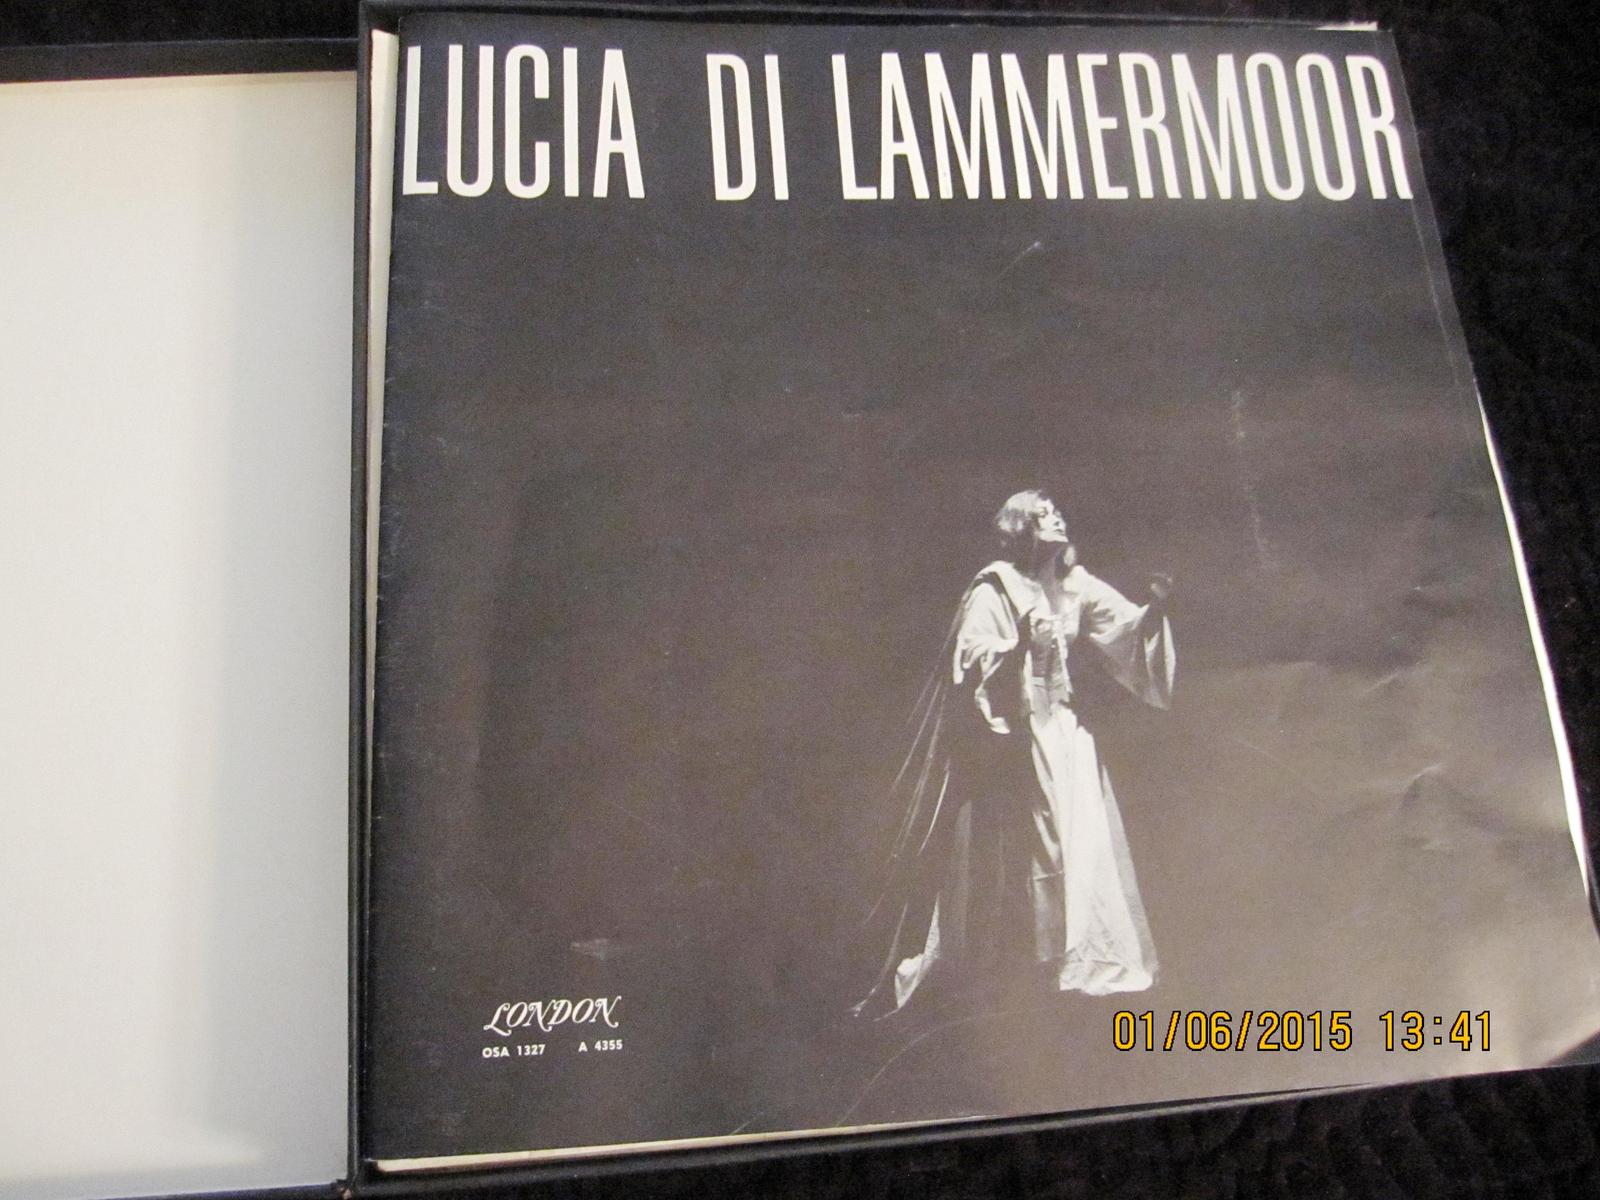 LUCIA DI LAMMERMOOR
LONDON
OSA 1327 A 4355
01/06/2015 13:41